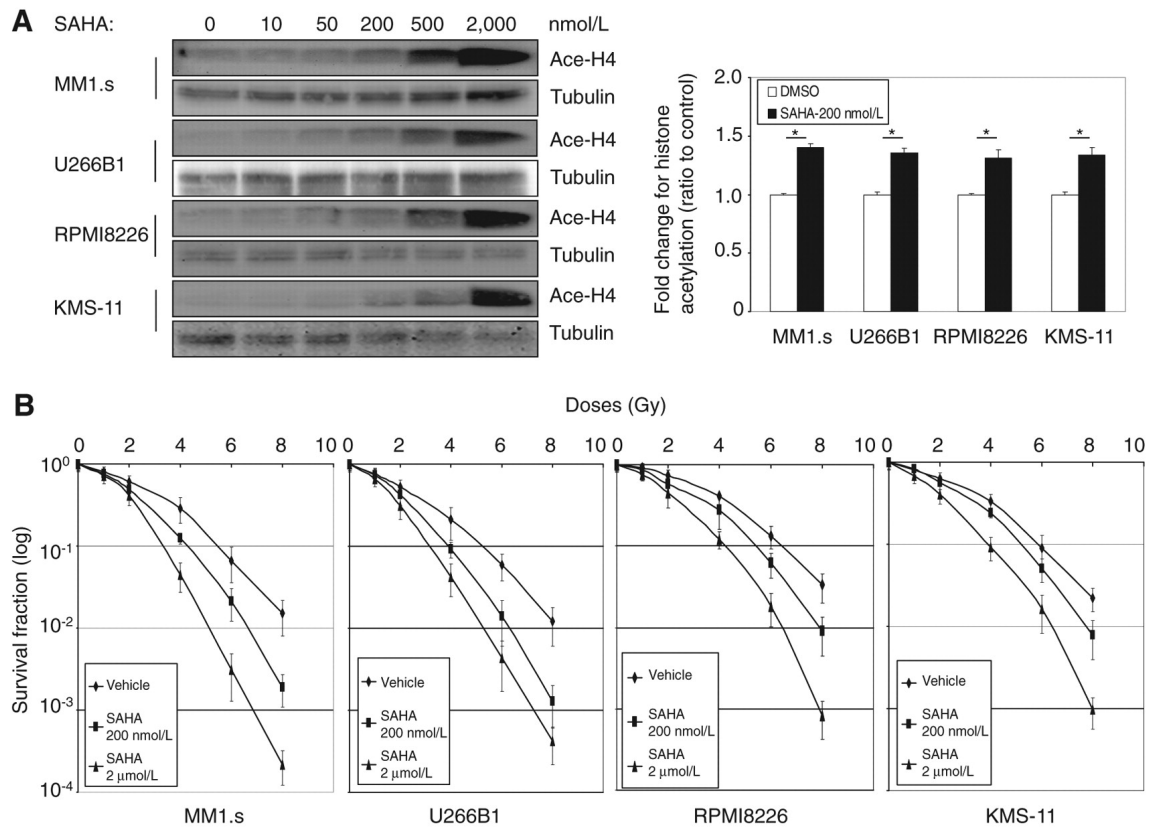 A
SAHA: 0 10 50 200 500 2,000 nmol/L
MM1.s
Ace-H4
Tubulin
U266B1
Ace-H4
Tubulin
RPMI8226
Ace-H4
Tubulin
KMS-11
Ace-H4
Tubulin
Fold change for histone
acetylation (ratio to control)
2.0
1.5
1.0
0.5
0
DMSO
SAHA-200 nmol/L
* * * *
MM1.s U266B1 RPMI8226 KMS-11
B
Doses (Gy)
0 2 4 6 8 10 2 4 6 8 10 0 2 4 6 8 10 2 4 6 8 10
Survival fraction (log)
10⁰
10⁻¹
10⁻²
10⁻³
10⁻⁴
Vehicle
SAHA
200 nmol/L
SAHA
2 μmol/L
Vehicle
SAHA
200 nmol/L
SAHA
2 μmol/L
Vehicle
SAHA
200 nmol/L
SAHA
2 μmol/L
Vehicle
SAHA
200 nmol/L
SAHA
2 μmol/L
MM1.s U266B1 RPMI8226 KMS-11